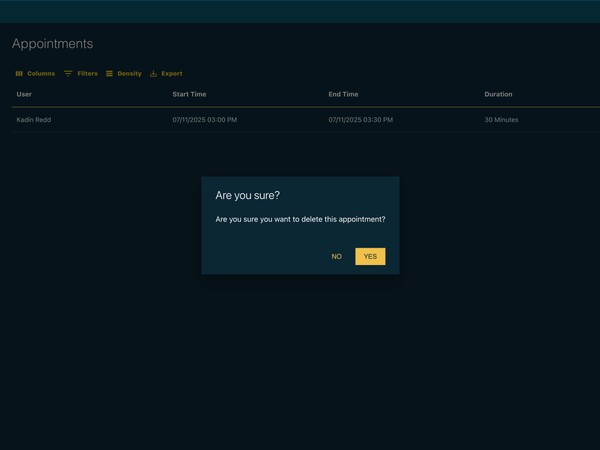 Appointments
Columns Filters Density Export
User Start Time End Time Duration
Kadin Redd 07/11/2025 03:00 PM 07/11/2025 03:30 PM 30 Minutes
Are you sure?
Are you sure you want to delete this appointment?
NO YES